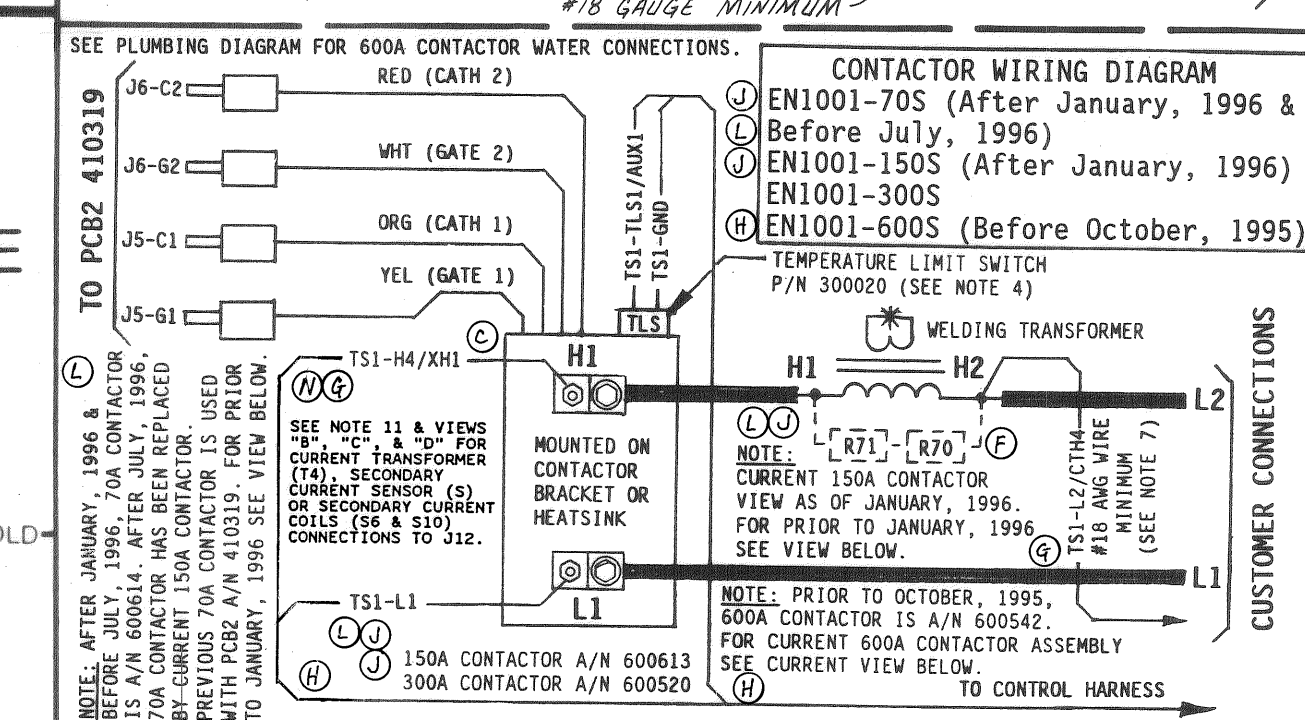 #18 GAUGE MINIMUM
SEE PLUMBING DIAGRAM FOR 600A CONTACTOR WATER CONNECTIONS.
CONTACTOR WIRING DIAGRAM
J EN1001-70S (After January, 1996 &
L Before July, 1996)
J EN1001-150S (After January, 1996)
EN1001-300S
H EN1001-600S (Before October, 1995)
TO PCB2 410319
J6-C2
RED (CATH 2)
J6-G2
WHT (GATE 2)
J5-C1
ORG (CATH 1)
J5-G1
YEL (GATE 1)
TS1-TLS1/AUX1
TS1-GND
TLS
TEMPERATURE LIMIT SWITCH
P/N 300020 (SEE NOTE 4)
WELDING TRANSFORMER
C
H1
TS1-H4/XH1
N G
SEE NOTE 11 & VIEWS
"B", "C", & "D" FOR
CURRENT TRANSFORMER
(T4), SECONDARY
CURRENT SENSOR (S)
OR SECONDARY CURRENT
COILS (S6 & S10)
CONNECTIONS TO J12.
MOUNTED ON
CONTACTOR
BRACKET OR
HEATSINK
H1
H2
L2
R71
R70
F
L J
NOTE:
CURRENT 150A CONTACTOR
VIEW AS OF JANUARY, 1996.
FOR PRIOR TO JANUARY, 1996
SEE VIEW BELOW.
G
TS1-L2/CTH4
#18 AWG WIRE
MINIMUM
(SEE NOTE 7)
CUSTOMER CONNECTIONS
L1
L1
TS1-L1
L J
J
150A CONTACTOR A/N 600613
H
300A CONTACTOR A/N 600520
NOTE: PRIOR TO OCTOBER, 1995,
600A CONTACTOR IS A/N 600542.
FOR CURRENT 600A CONTACTOR ASSEMBLY
SEE CURRENT VIEW BELOW.
H
TO CONTROL HARNESS
L
NOTE: AFTER JANUARY, 1996 &
BEFORE JULY, 1996, 70A CONTACTOR
IS A/N 600614. AFTER JULY, 1996,
70A CONTACTOR HAS BEEN REPLACED
BY CURRENT 150A CONTACTOR.
PREVIOUS 70A CONTACTOR IS USED
WITH PCB2 A/N 410319. FOR PRIOR
TO JANUARY, 1996 SEE VIEW BELOW.
OLD